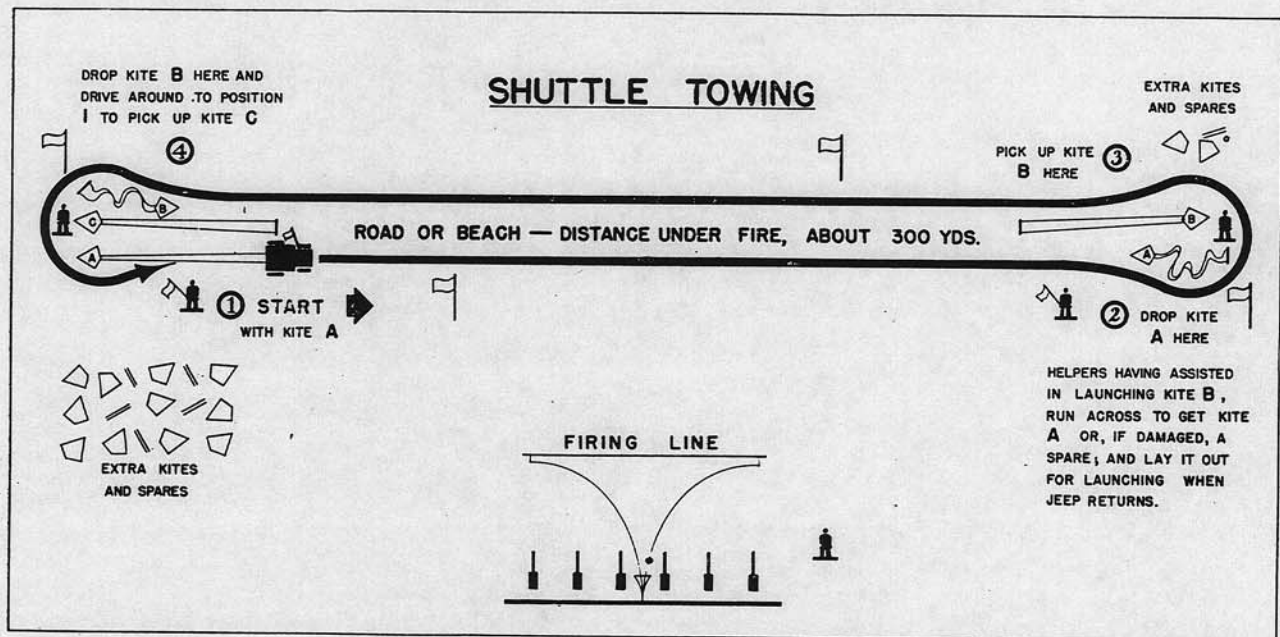 SHUTTLE TOWING
DROP KITE B HERE AND
DRIVE AROUND .TO POSITION
I TO PICK UP KITE C
4
EXTRA KITES
AND SPARES
PICK UP KITE 3
B HERE
B
C
A
B
A
ROAD OR BEACH — DISTANCE UNDER FIRE, ABOUT 300 YDS.
1 START
WITH KITE A
2 DROP KITE
A HERE
HELPERS HAVING ASSISTED
IN LAUNCHING KITE B,
RUN ACROSS TO GET KITE
A OR, IF DAMAGED, A
SPARE; AND LAY IT OUT
FOR LAUNCHING WHEN
JEEP RETURNS.
EXTRA KITES
AND SPARES
FIRING LINE